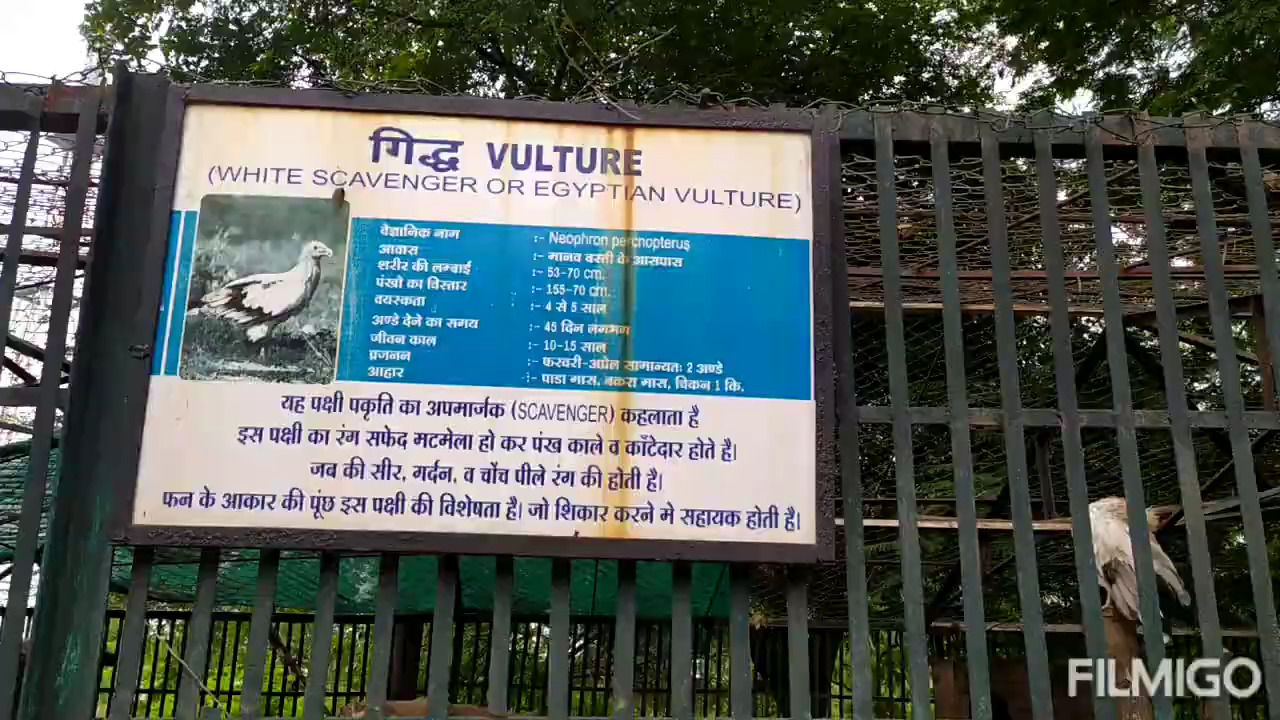 गिद्ध VULTURE
(WHITE SCAVENGER OR EGYPTIAN VULTURE)
वैज्ञानिक नाम :- Neophron percnopterus
आवास :- मानव बस्ती के आसपास
शरीर की लम्बाई :- 53-70 cm.
पंखो का विस्तार :- 155-70 cm.
वयस्कता :- 4 से 5 साल
अण्डे देने का समय :- 45 दिन लगभग
जीवन काल :- 10-15 साल
प्रजनन :- फरवरी-अप्रेल सामान्यतः 2 अण्डे
आहार :- पाडा मास, बकरा मास, चिकन 1 कि.
यह पक्षी पकृति का अपमार्जक (SCAVENGER) कहलाता है
इस पक्षी का रंग सफेद मटमेला हो कर पंख काले व काँटेदार होते है।
जब की सीर, गर्दन, व चोंच पीले रंग की होती है।
फन के आकार की पूंछ इस पक्षी की विशेषता है। जो शिकार करने मे सहायक होती है।
FILMIGO